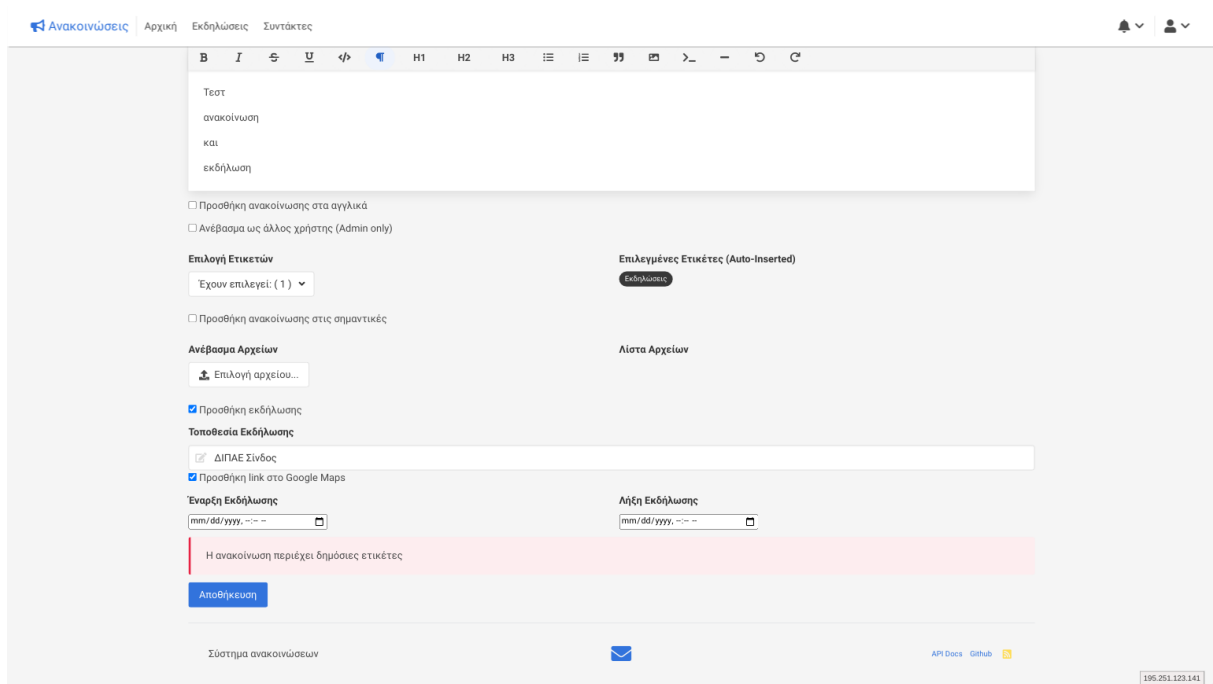 Ανακοινώσεις Αρχική Εκδηλώσεις Συντάκτες
B I S U </> ¶ H1 H2 H3
Τεστ
ανακοίνωση
και
εκδήλωση
Προσθήκη ανακοίνωσης στα αγγλικά
Ανέβασμα ως άλλος χρήστης (Admin only)
Επιλογή Ετικετών Επιλεγμένες Ετικέτες (Auto-Inserted)
Έχουν επιλεγεί: ( 1 ) Εκδηλώσεις
Προσθήκη ανακοίνωσης στις σημαντικές
Ανέβασμα Αρχείων Λίστα Αρχείων
Επιλογή αρχείου...
Προσθήκη εκδήλωσης
Τοποθεσία Εκδήλωσης
ΔΙΠΑΕ Σίνδος
Προσθήκη link στο Google Maps
Έναρξη Εκδήλωσης Λήξη Εκδήλωσης
mm/dd/yyyy, --:-- -- mm/dd/yyyy, --:-- --
Η ανακοίνωση περιέχει δημόσιες ετικέτες
Αποθήκευση
Σύστημα ανακοινώσεων API Docs Github
195.251.123.141